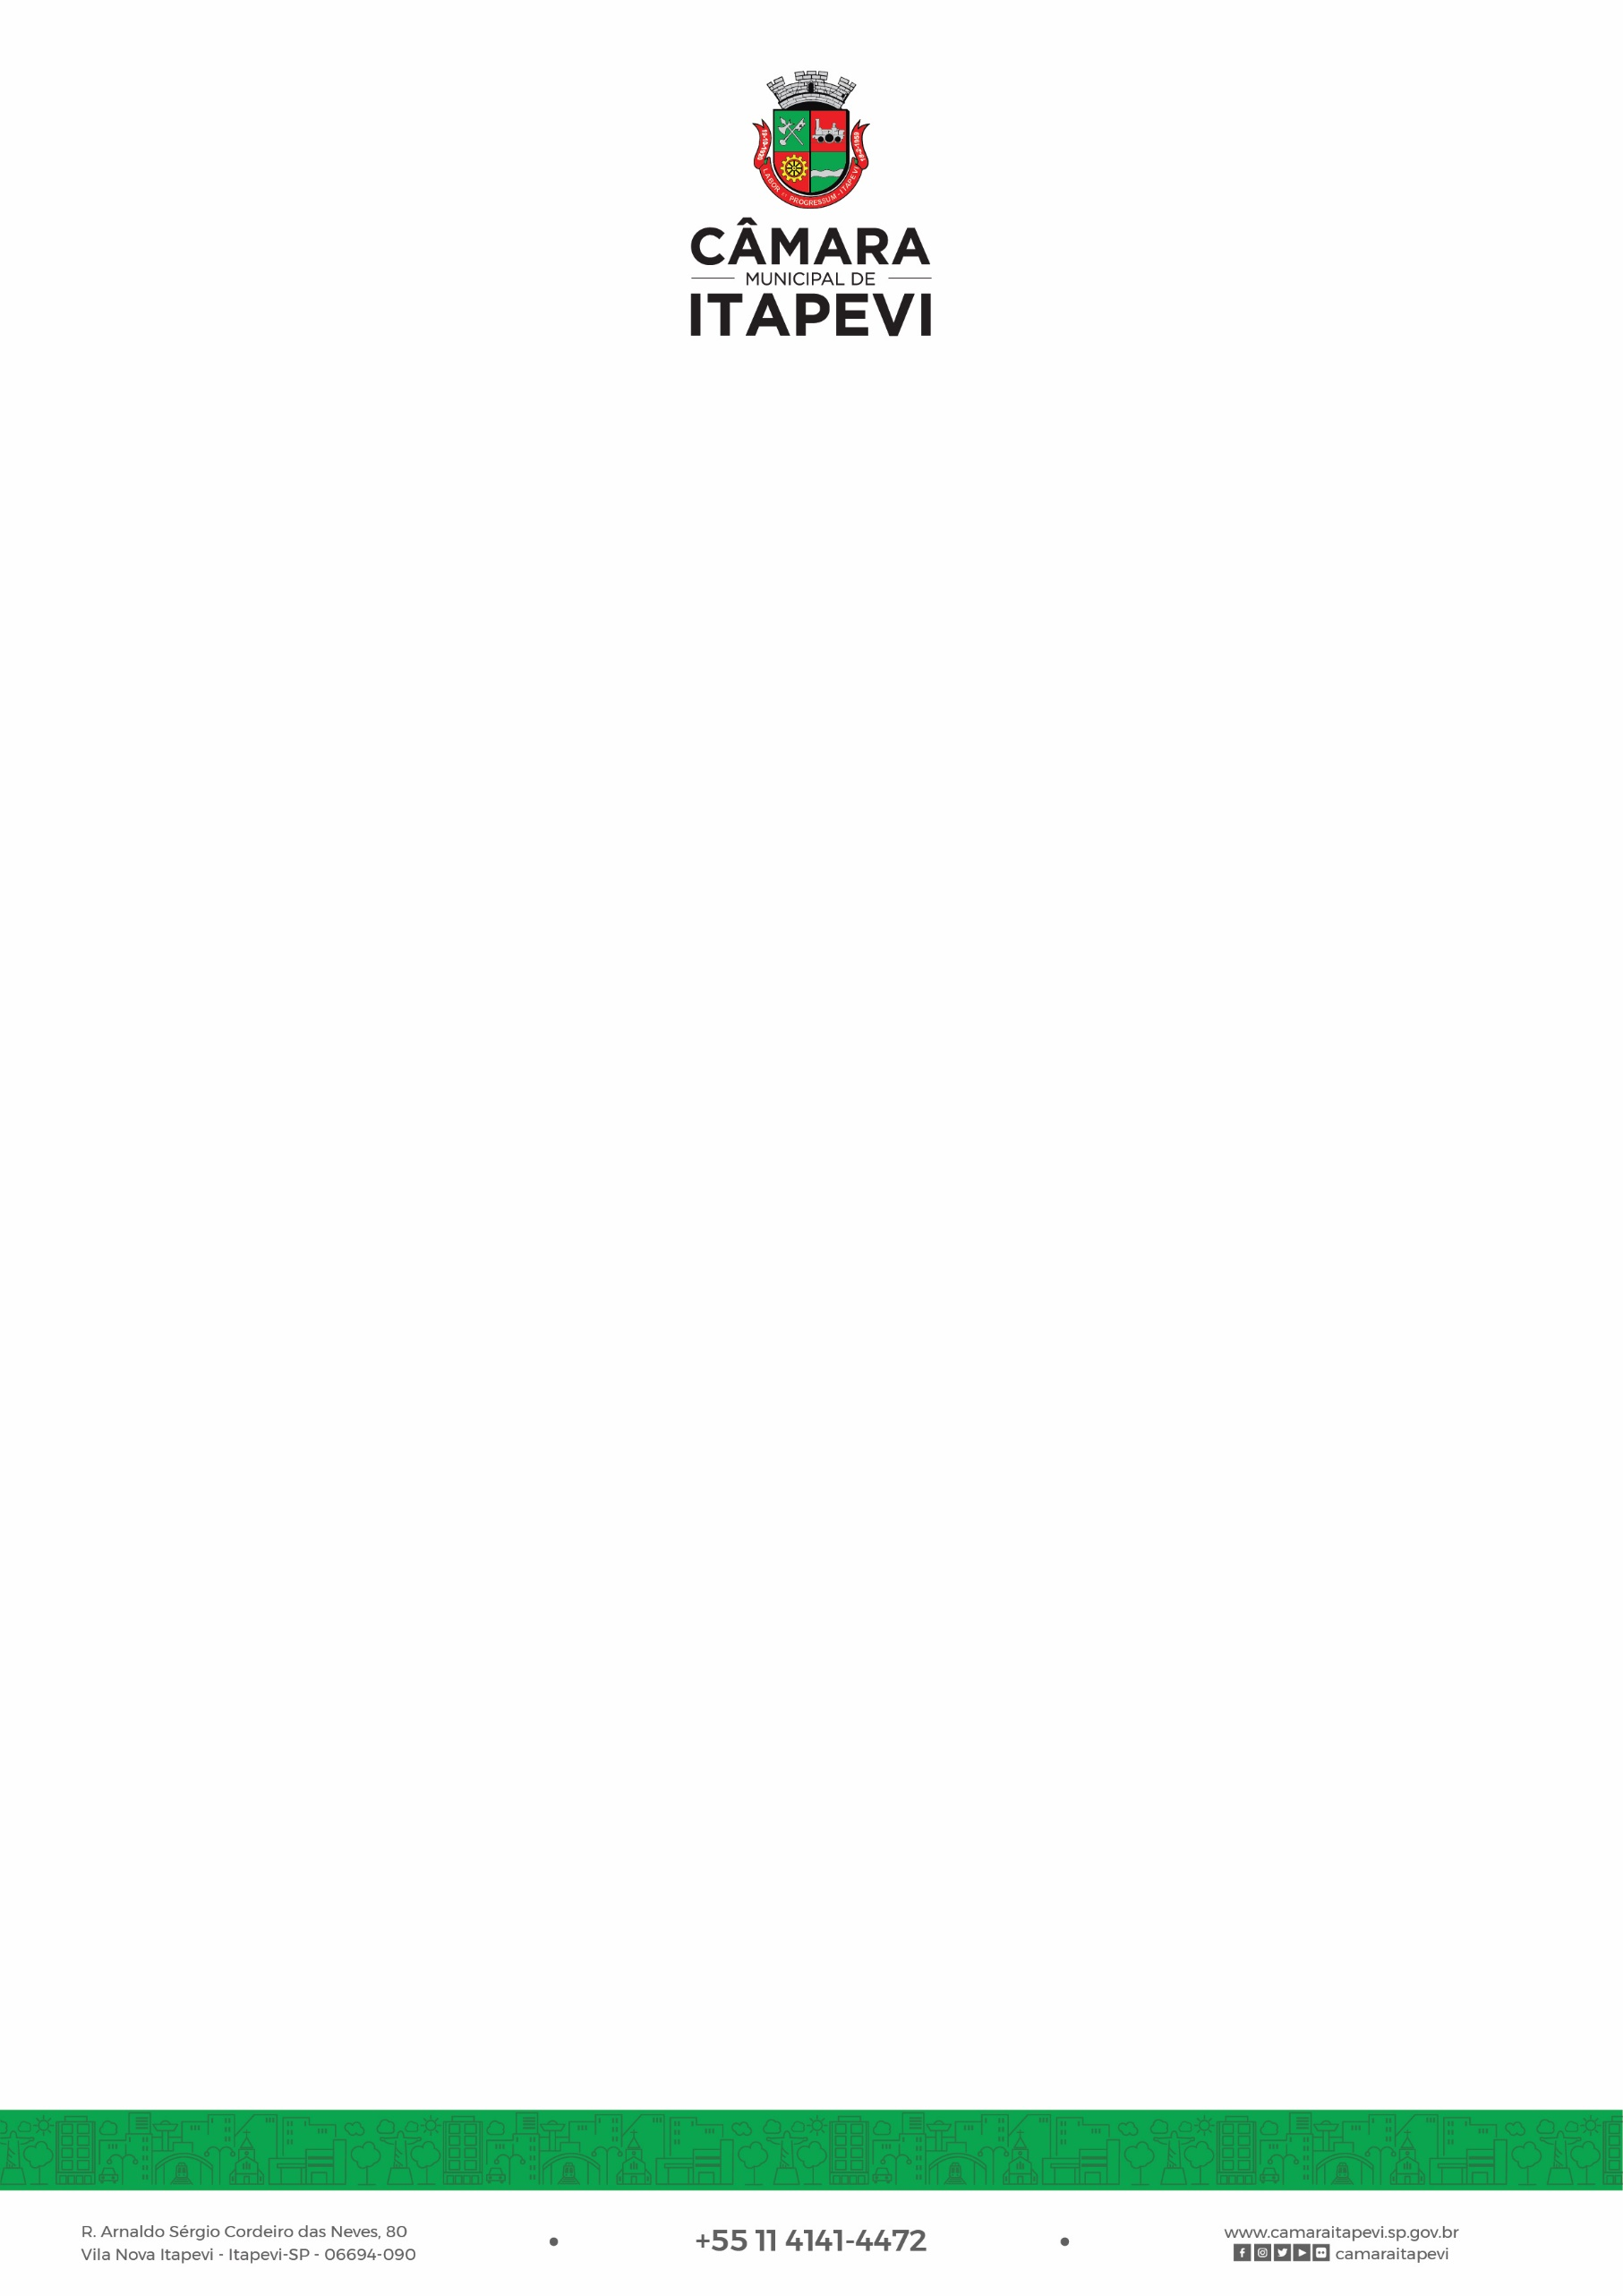 LABOR PROGRESSUM - ITAPEVI
CÂMARA
MUNICIPAL DE
ITAPEVI
R. Arnaldo Sérgio Cordeiro das Neves, 80
Vila Nova Itapevi - Itapevi-SP - 06694-090
+55 11 4141-4472
www.camaraitapevi.sp.gov.br
camaraitapevi